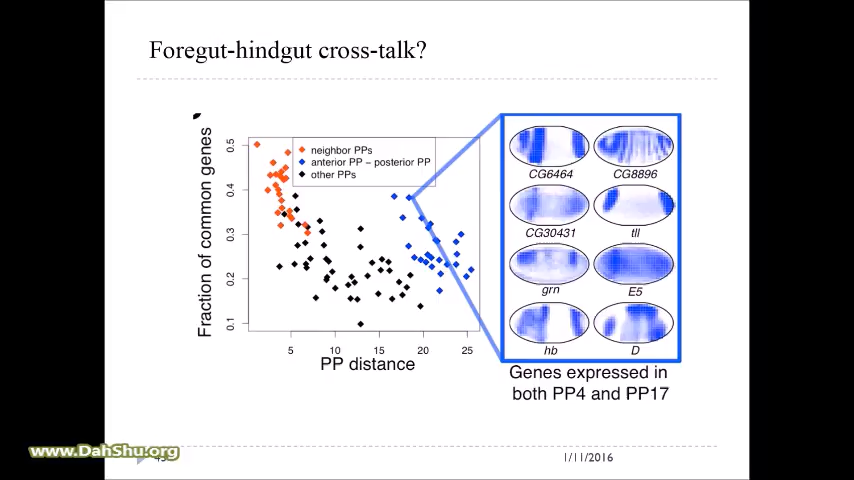 Foregut-hindgut cross-talk?
Fraction of common genes
0.5
0.4
0.3
0.2
0.1
neighbor PPs
anterior PP – posterior PP
other PPs
5 10 15 20 25
PP distance
CG6464 CG8896
CG30431 tll
grn E5
hb D
Genes expressed in
both PP4 and PP17
www.DahShu.org
1/11/2016